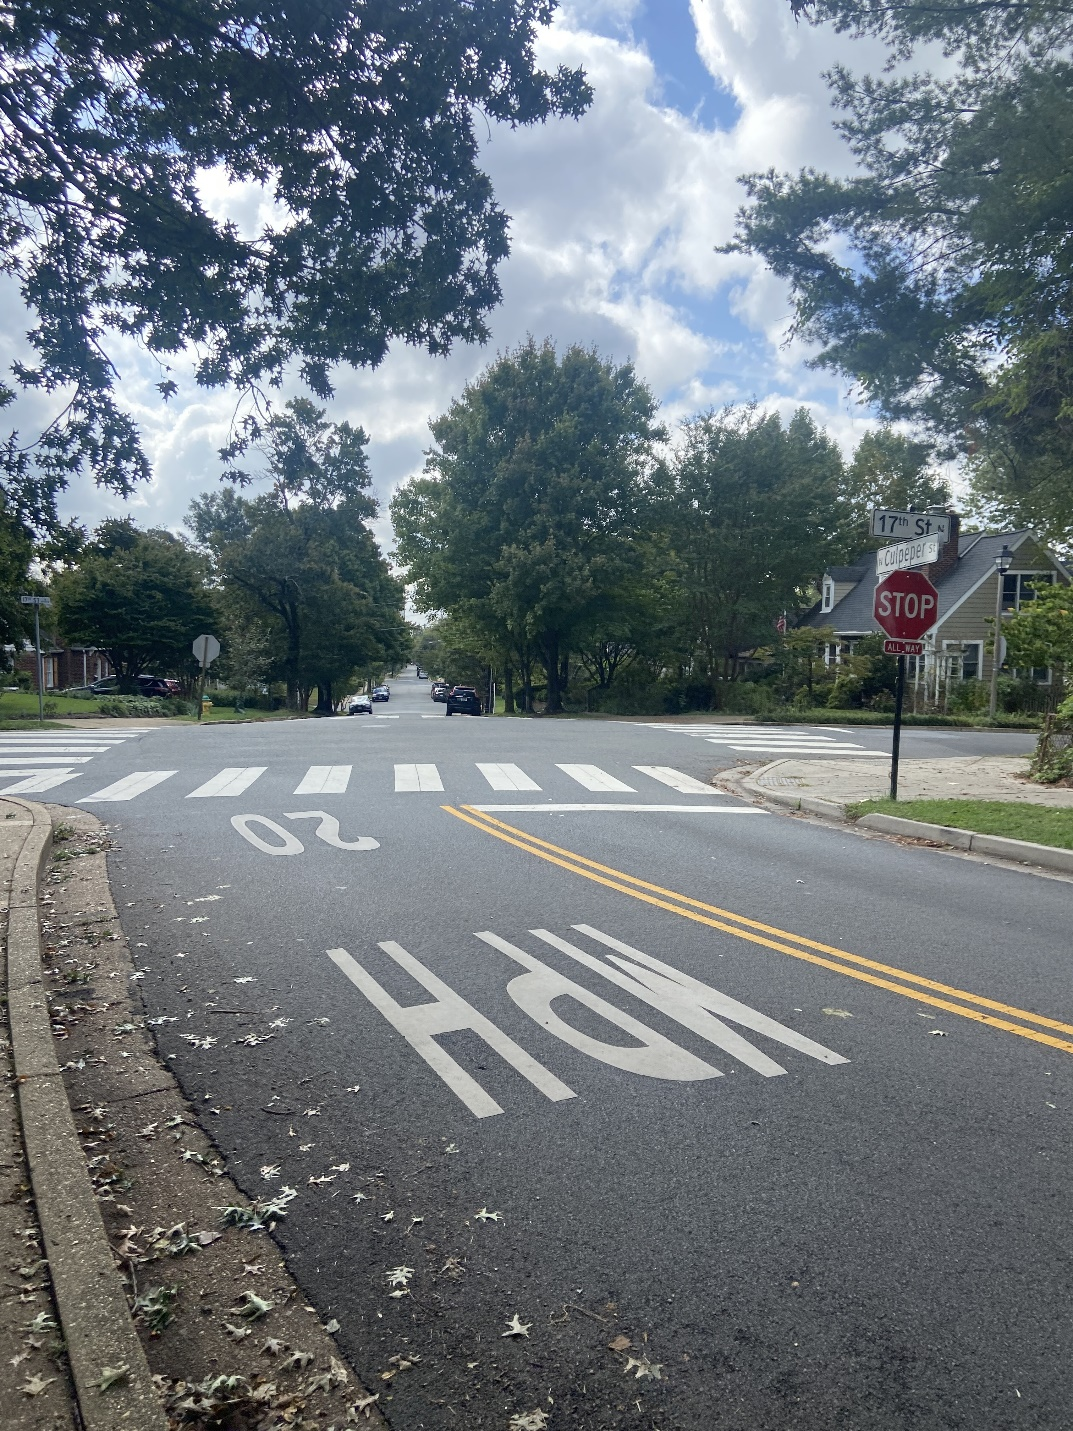 17th St N
N Culpeper St
STOP
ALL WAY
20
MPH